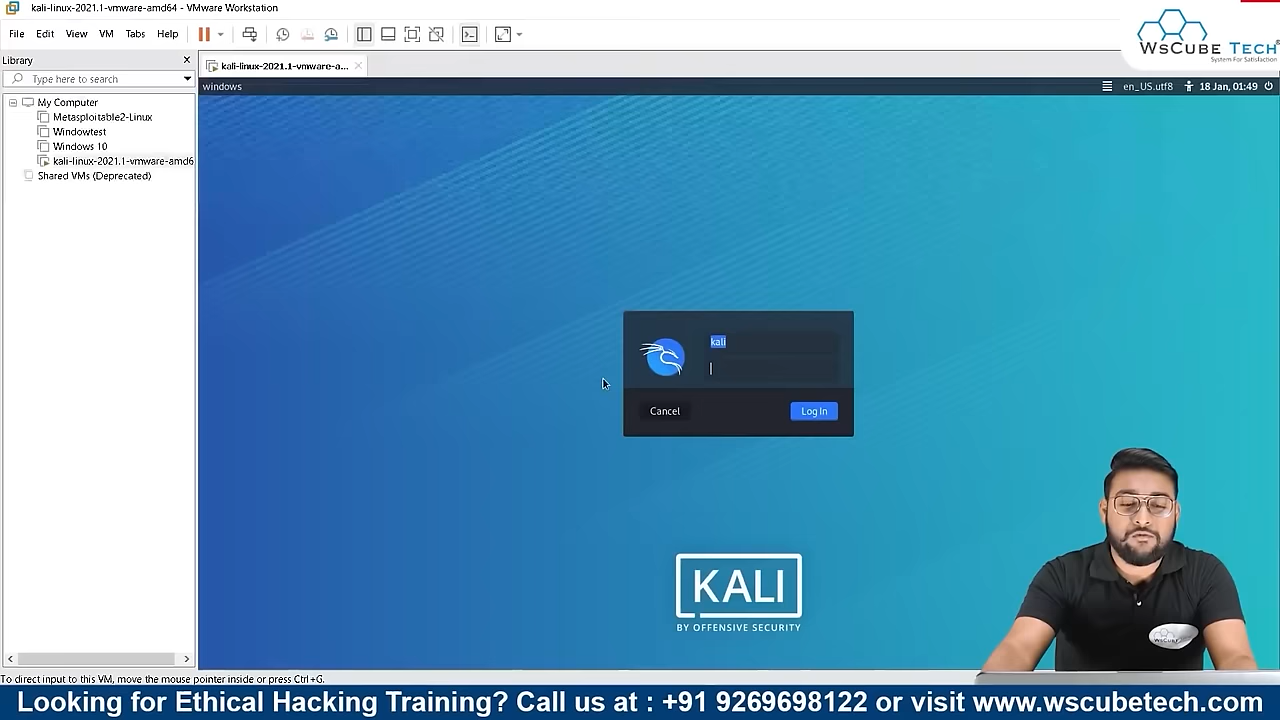 kali-linux-2021.1-vmware-amd64 - VMware Workstation
File Edit View VM Tabs Help
WsCube Tech
System For Satisfaction
Library
Type here to search
kali-linux-2021.1-vmware-a...
My Computer
Metasploitable2-Linux
Windowtest
Windows 10
kali-linux-2021.1-vmware-amd6
Shared VMs (Deprecated)
windows
en_US.utf8 18 Jan, 01:49
kali
Cancel Log In
KALI
BY OFFENSIVE SECURITY
WsCube
To direct input to this VM, move the mouse pointer inside or press Ctrl+G.
Looking for Ethical Hacking Training? Call us at : +91 9269698122 or visit www.wscubetech.com